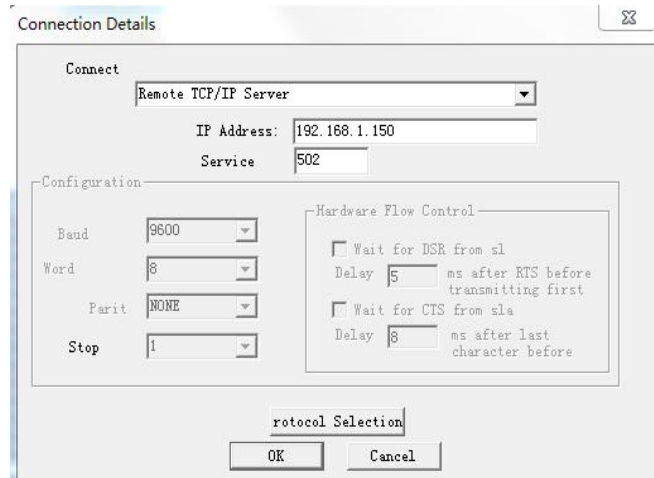 Connection Details
Connect
Remote TCP/IP Server
IP Address: 192.168.1.150
Service 502
Configuration
Baud 9600
Word 8
Parit NONE
Stop 1
Hardware Flow Control
Wait for DSR from sl
Delay 5 ms after RTS before
transmitting first
Wait for CTS from sla
Delay 8 ms after last
character before
rotocol Selection
OK Cancel